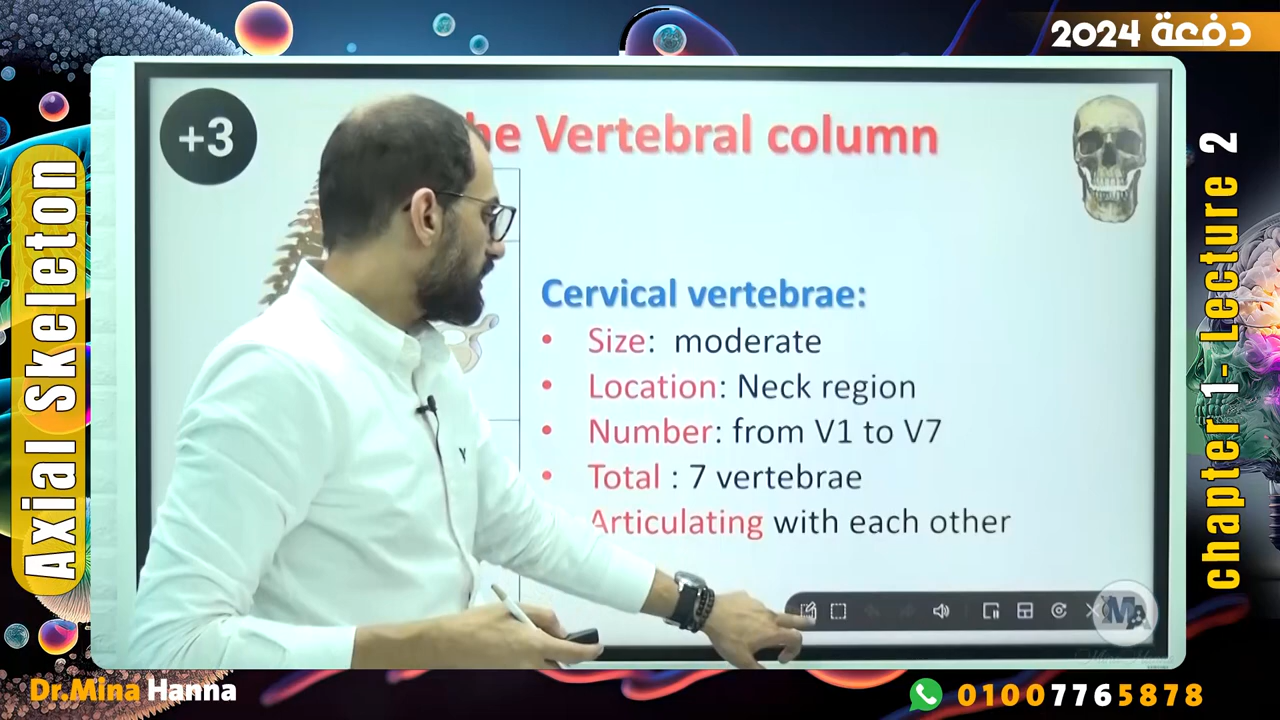 دفعة 2024
+3
he Vertebral column
Axial Skeleton
chapter 1- Lecture 2
Cervical vertebrae:
• Size: moderate
• Location: Neck region
• Number: from V1 to V7
• Total : 7 vertebrae
Articulating with each other
Y
MA
Dr.Mina Hanna
01007765878